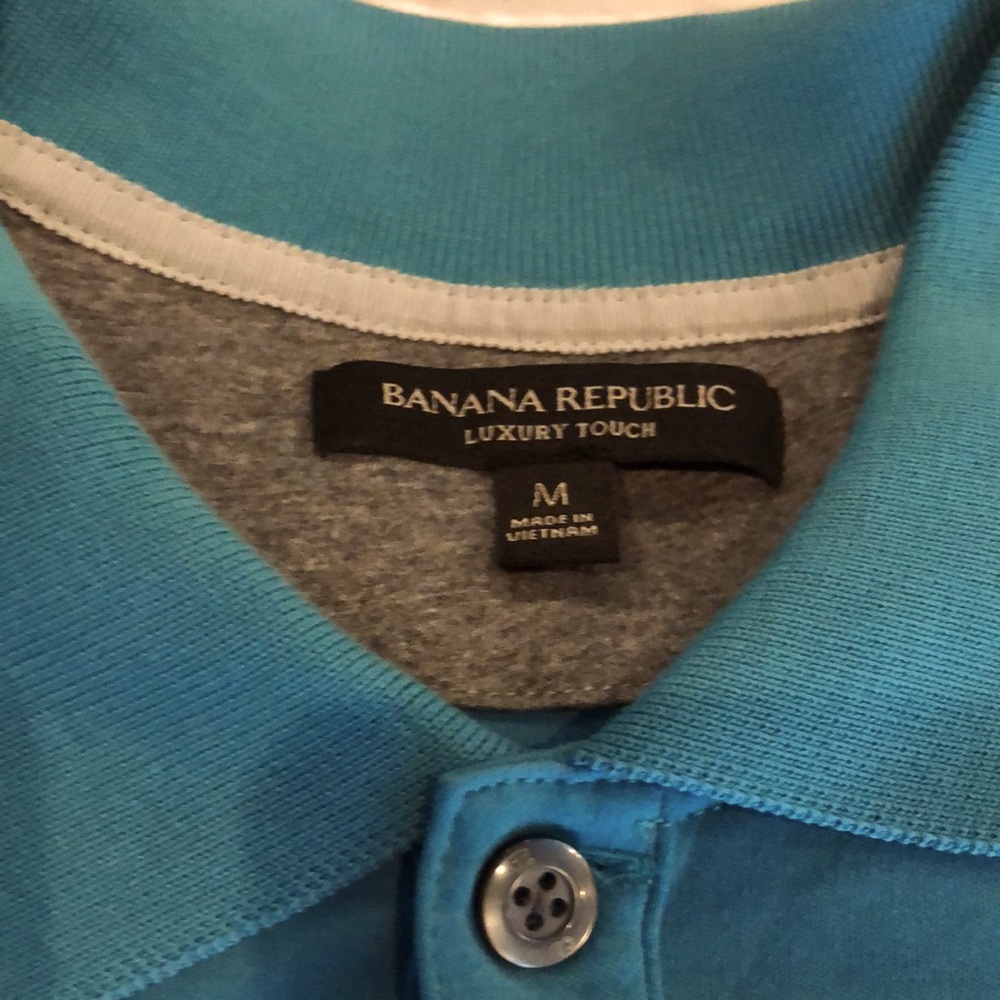 BANANA REPUBLIC
LUXURY TOUCH
M
MADE IN
VIETNAM